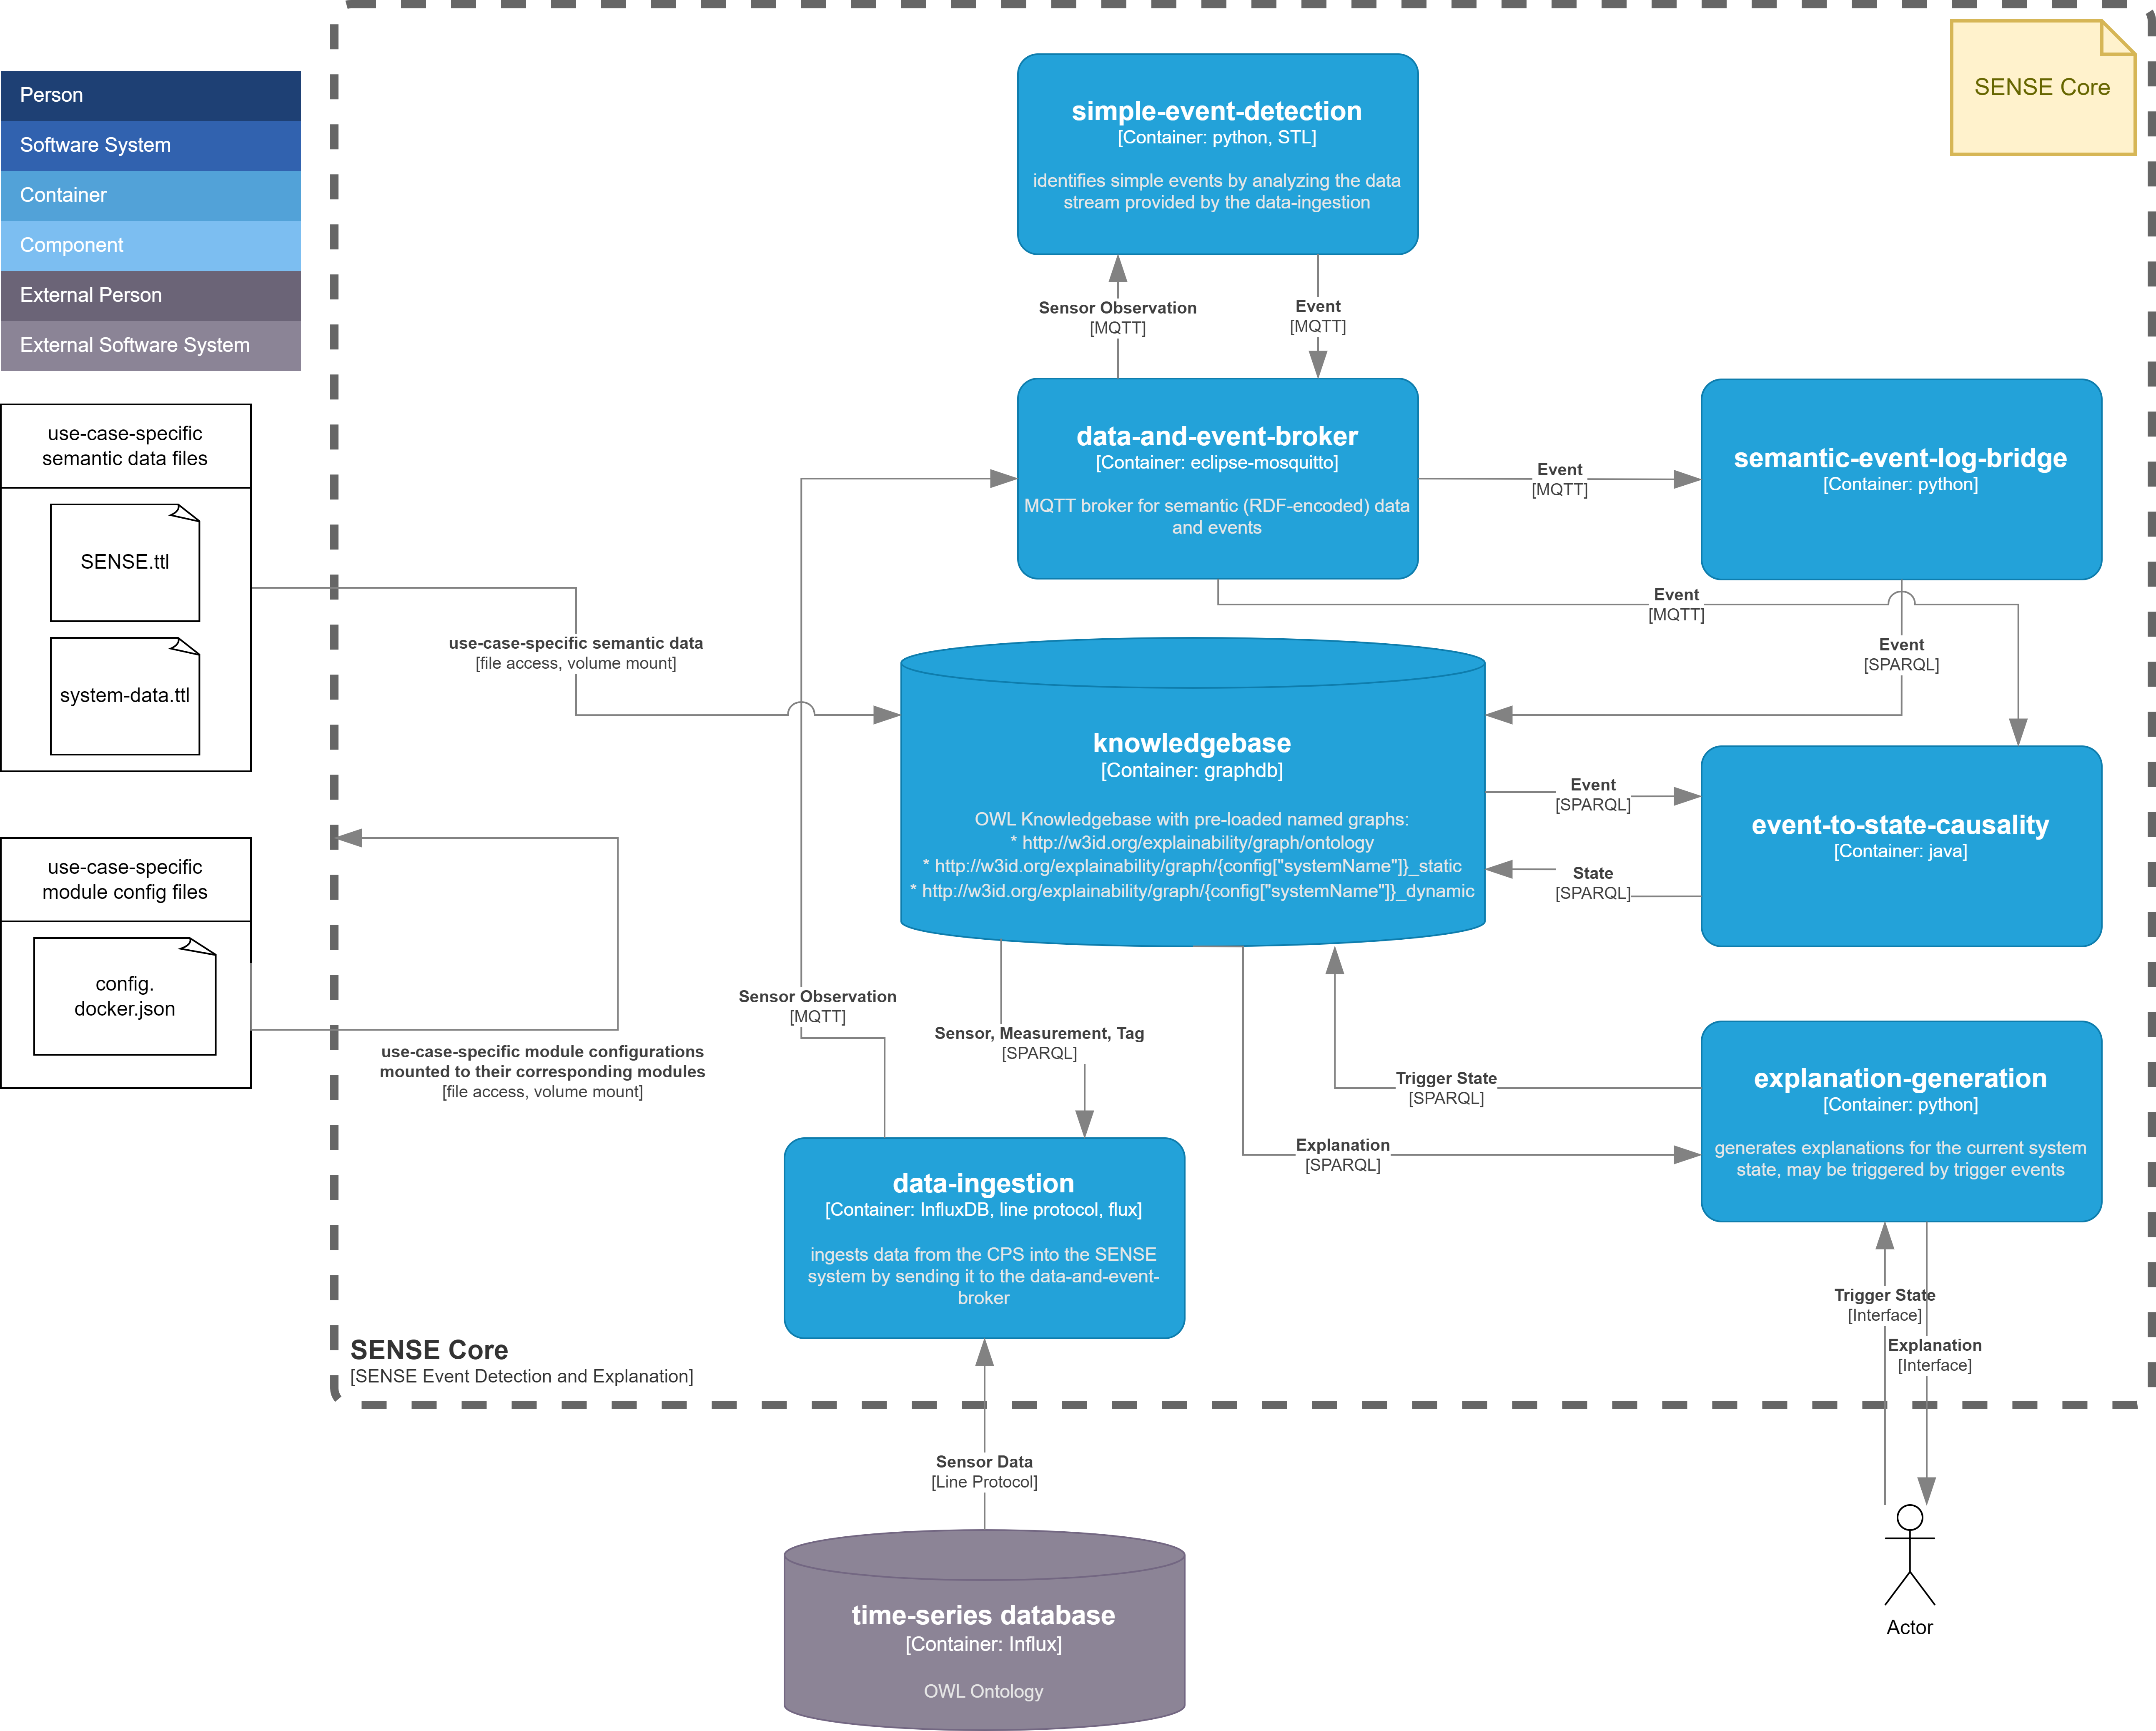 Person
Software System
Container
Component
External Person
External Software System
use-case-specific
semantic data files
SENSE.ttl
system-data.ttl
use-case-specific
module config files
config.
docker.json
SENSE Core
simple-event-detection
[Container: python, STL]
identifies simple events by analyzing the data
stream provided by the data-ingestion
Sensor Observation
[MQTT]
Event
[MQTT]
data-and-event-broker
[Container: eclipse-mosquitto]
MQTT broker for semantic (RDF-encoded) data
and events
Event
[MQTT]
semantic-event-log-bridge
[Container: python]
Event
[MQTT]
Event
[SPARQL]
use-case-specific semantic data
[file access, volume mount]
knowledgebase
[Container: graphdb]
OWL Knowledgebase with pre-loaded named graphs:
* http://w3id.org/explainability/graph/ontology
* http://w3id.org/explainability/graph/{config["systemName"]}_static
* http://w3id.org/explainability/graph/{config["systemName"]}_dynamic
Event
[SPARQL]
State
[SPARQL]
event-to-state-causality
[Container: java]
Sensor Observation
[MQTT]
Sensor, Measurement, Tag
[SPARQL]
use-case-specific module configurations
mounted to their corresponding modules
[file access, volume mount]
Trigger State
[SPARQL]
Explanation
[SPARQL]
explanation-generation
[Container: python]
generates explanations for the current system
state, may be triggered by trigger events
data-ingestion
[Container: InfluxDB, line protocol, flux]
ingests data from the CPS into the SENSE
system by sending it to the data-and-event-
broker
Trigger State
[Interface]
Explanation
[Interface]
SENSE Core
[SENSE Event Detection and Explanation]
Sensor Data
[Line Protocol]
time-series database
[Container: Influx]
OWL Ontology
Actor